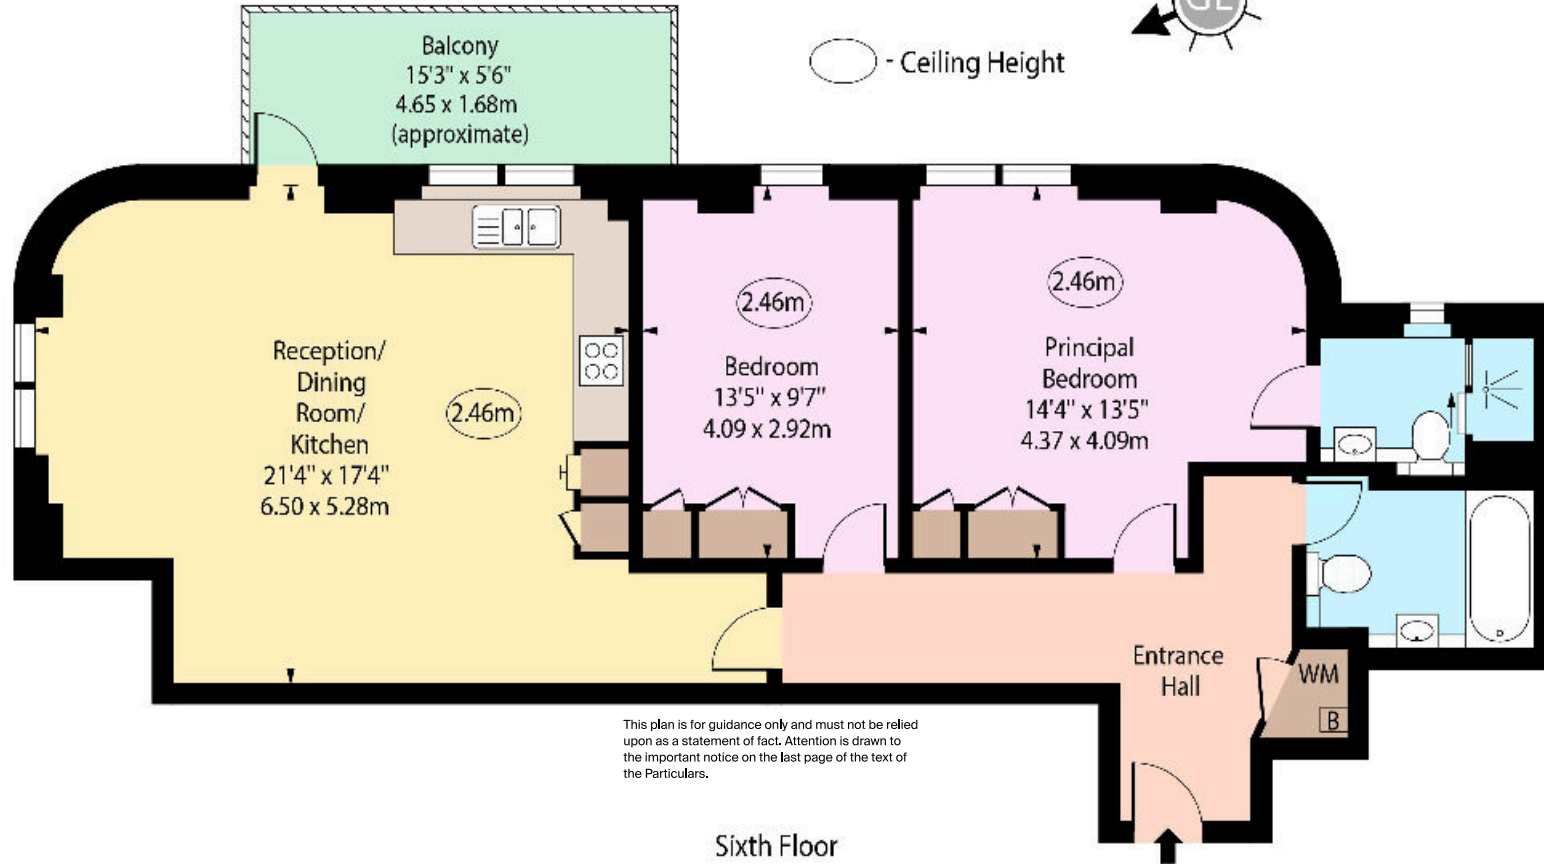 GL
Balcony
15'3" x 5'6"
4.65 x 1.68m
(approximate)
- Ceiling Height
2.46m
2.46m
2.46m
Reception/
Dining
Room/
Kitchen
21'4" x 17'4"
6.50 x 5.28m
Bedroom
13'5" x 9'7"
4.09 x 2.92m
Principal
Bedroom
14'4" x 13'5"
4.37 x 4.09m
Entrance
Hall
WM
B
This plan is for guidance only and must not be relied
upon as a statement of fact. Attention is drawn to
the important notice on the last page of the text of
the Particulars.
Sixth Floor